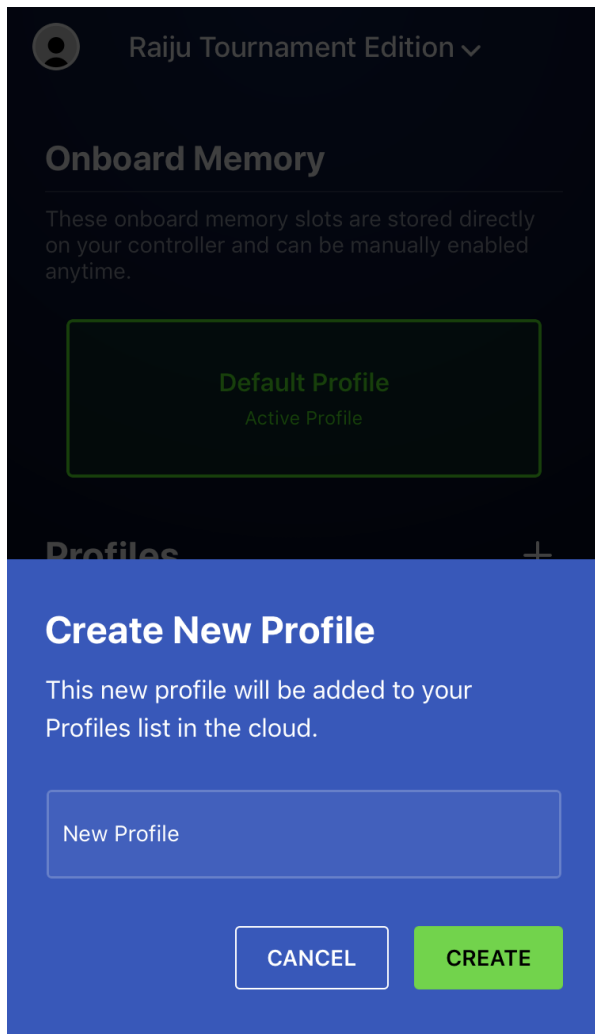 Raiju Tournament Edition
Onboard Memory
These onboard memory slots are stored directly
on your controller and can be manually enabled
anytime.
Default Profile
Active Profile
Profiles
Create New Profile
This new profile will be added to your
Profiles list in the cloud.
New Profile
CANCEL
CREATE